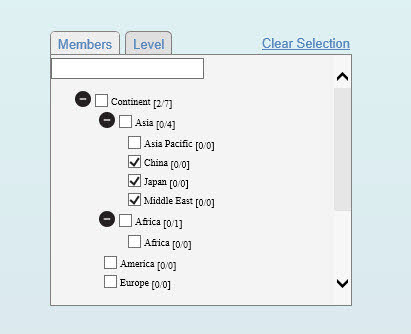 Members Level Clear Selection
Continent [2/7]
Asia [0/4]
Asia Pacific [0/0]
China [0/0]
Japan [0/0]
Middle East [0/0]
Africa [0/1]
Africa [0/0]
America [0/0]
Europe [0/0]